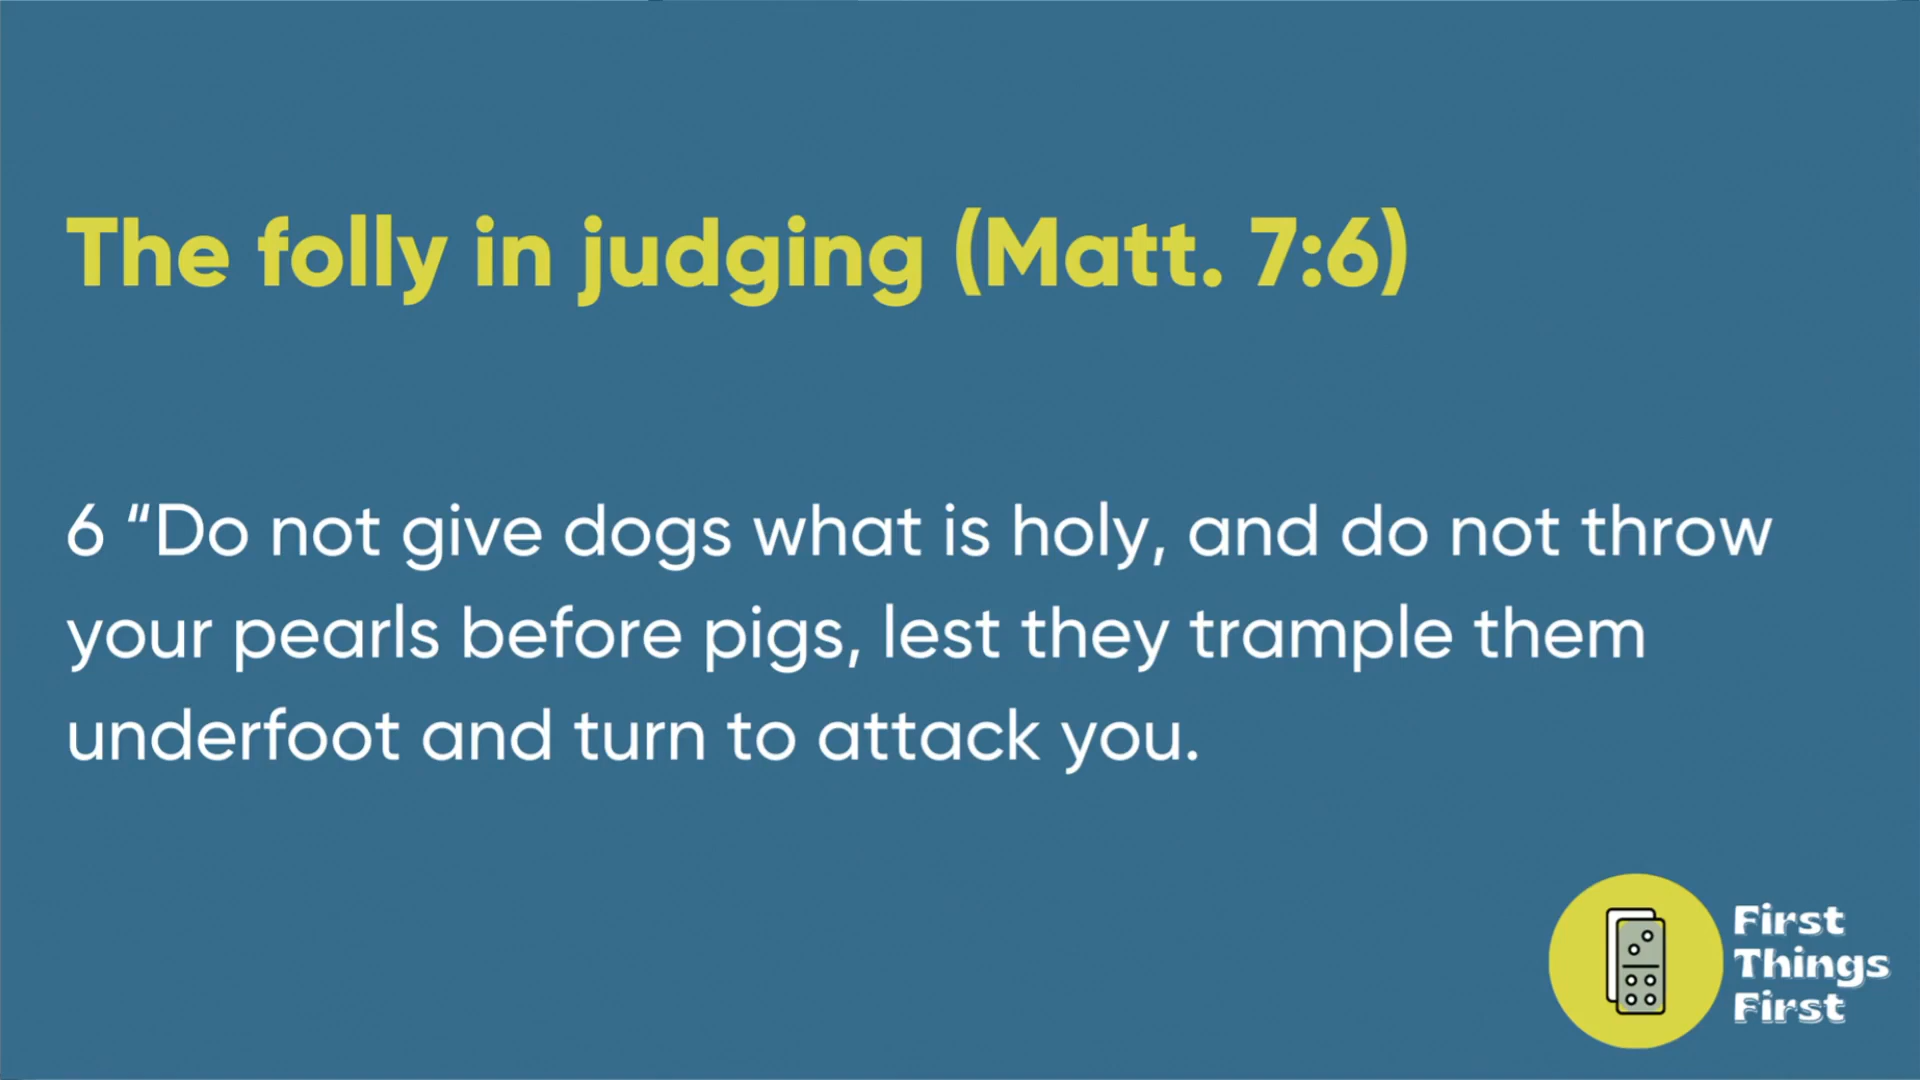 The folly in judging (Matt. 7:6)
6 “Do not give dogs what is holy, and do not throw
your pearls before pigs, lest they trample them
underfoot and turn to attack you.
First
Things
First